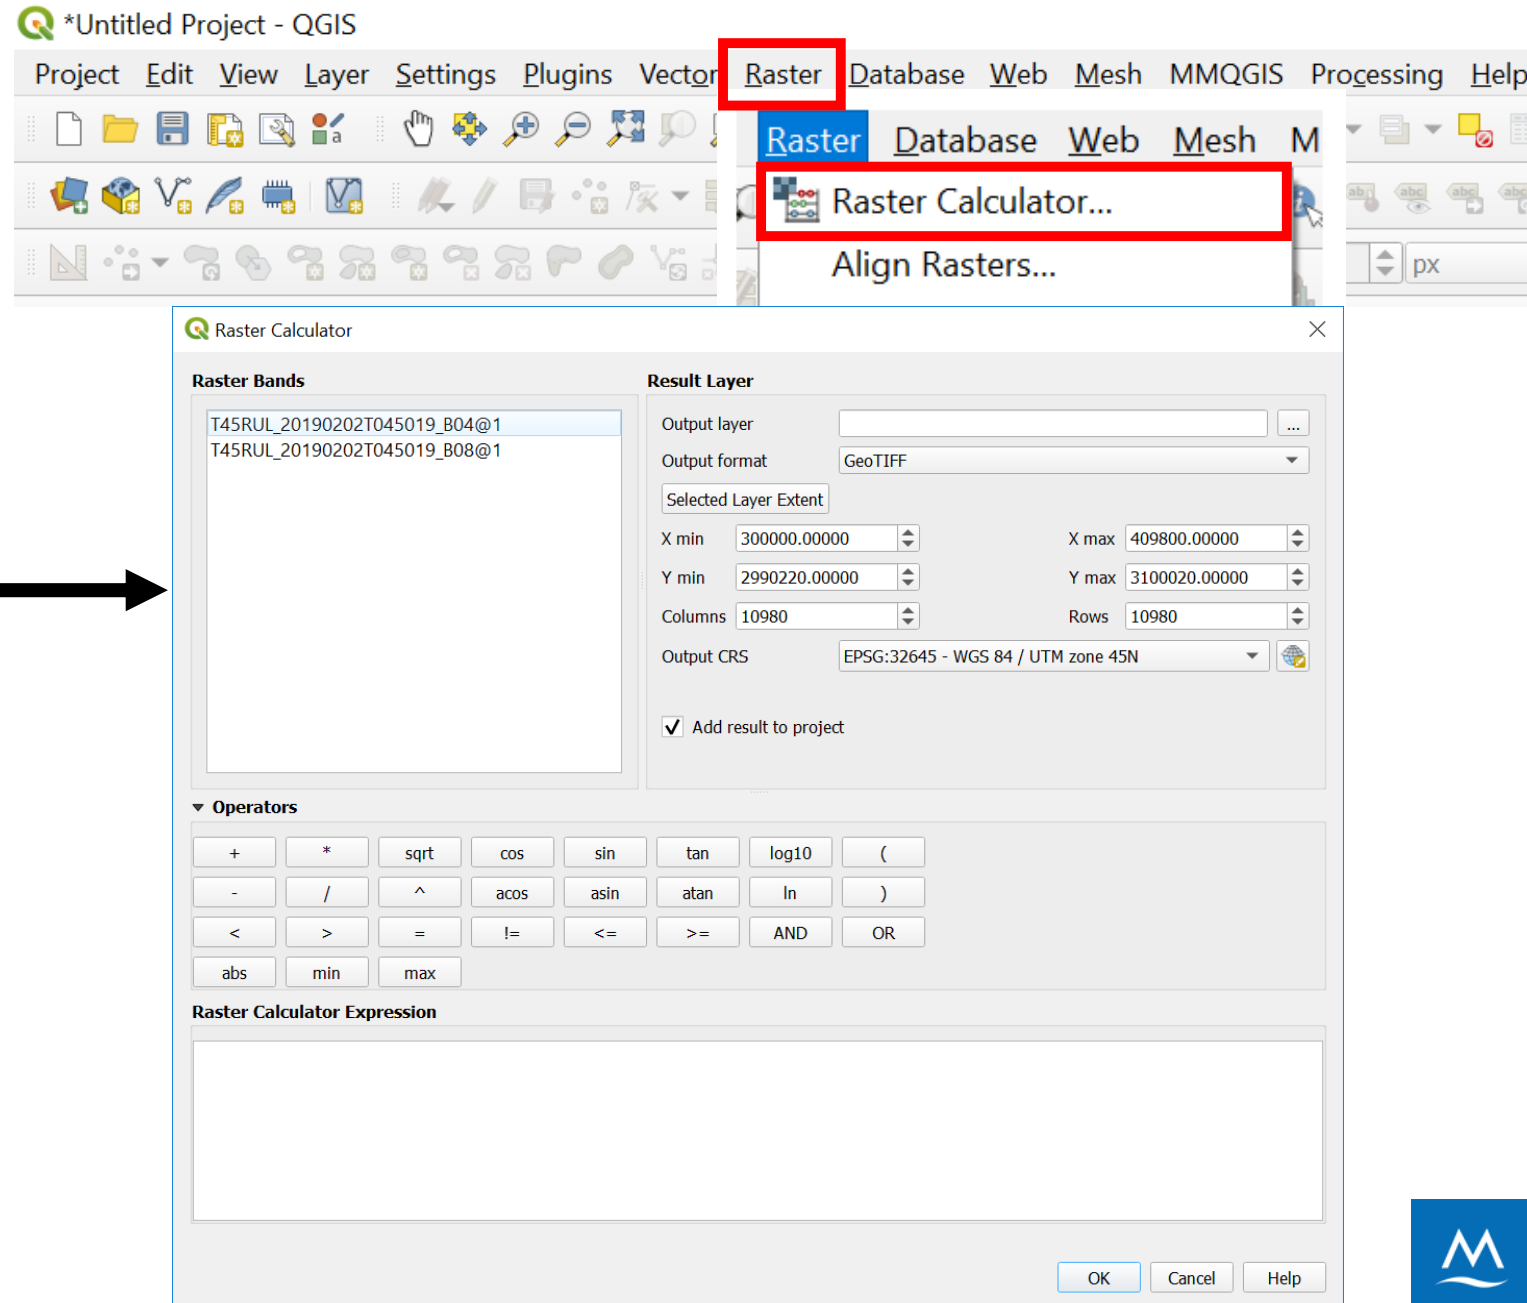 *Untitled Project - QGIS
Project Edit View Layer Settings Plugins Vector Raster Database Web Mesh MMQGIS Processing Help
Raster Database Web Mesh M
Raster Calculator...
Align Rasters...
px
Raster Calculator
Raster Bands
T45RUL_20190202T045019_B04@1
T45RUL_20190202T045019_B08@1
Result Layer
Output layer ...
Output format GeoTIFF
Selected Layer Extent
X min 300000.00000 X max 409800.00000
Y min 2990220.00000 Y max 3100020.00000
Columns 10980 Rows 10980
Output CRS EPSG:32645 - WGS 84 / UTM zone 45N
Add result to project
Operators
+ * sqrt cos sin tan log10 (
- / ^ acos asin atan ln )
< > = != <= >= AND OR
abs min max
Raster Calculator Expression
OK Cancel Help